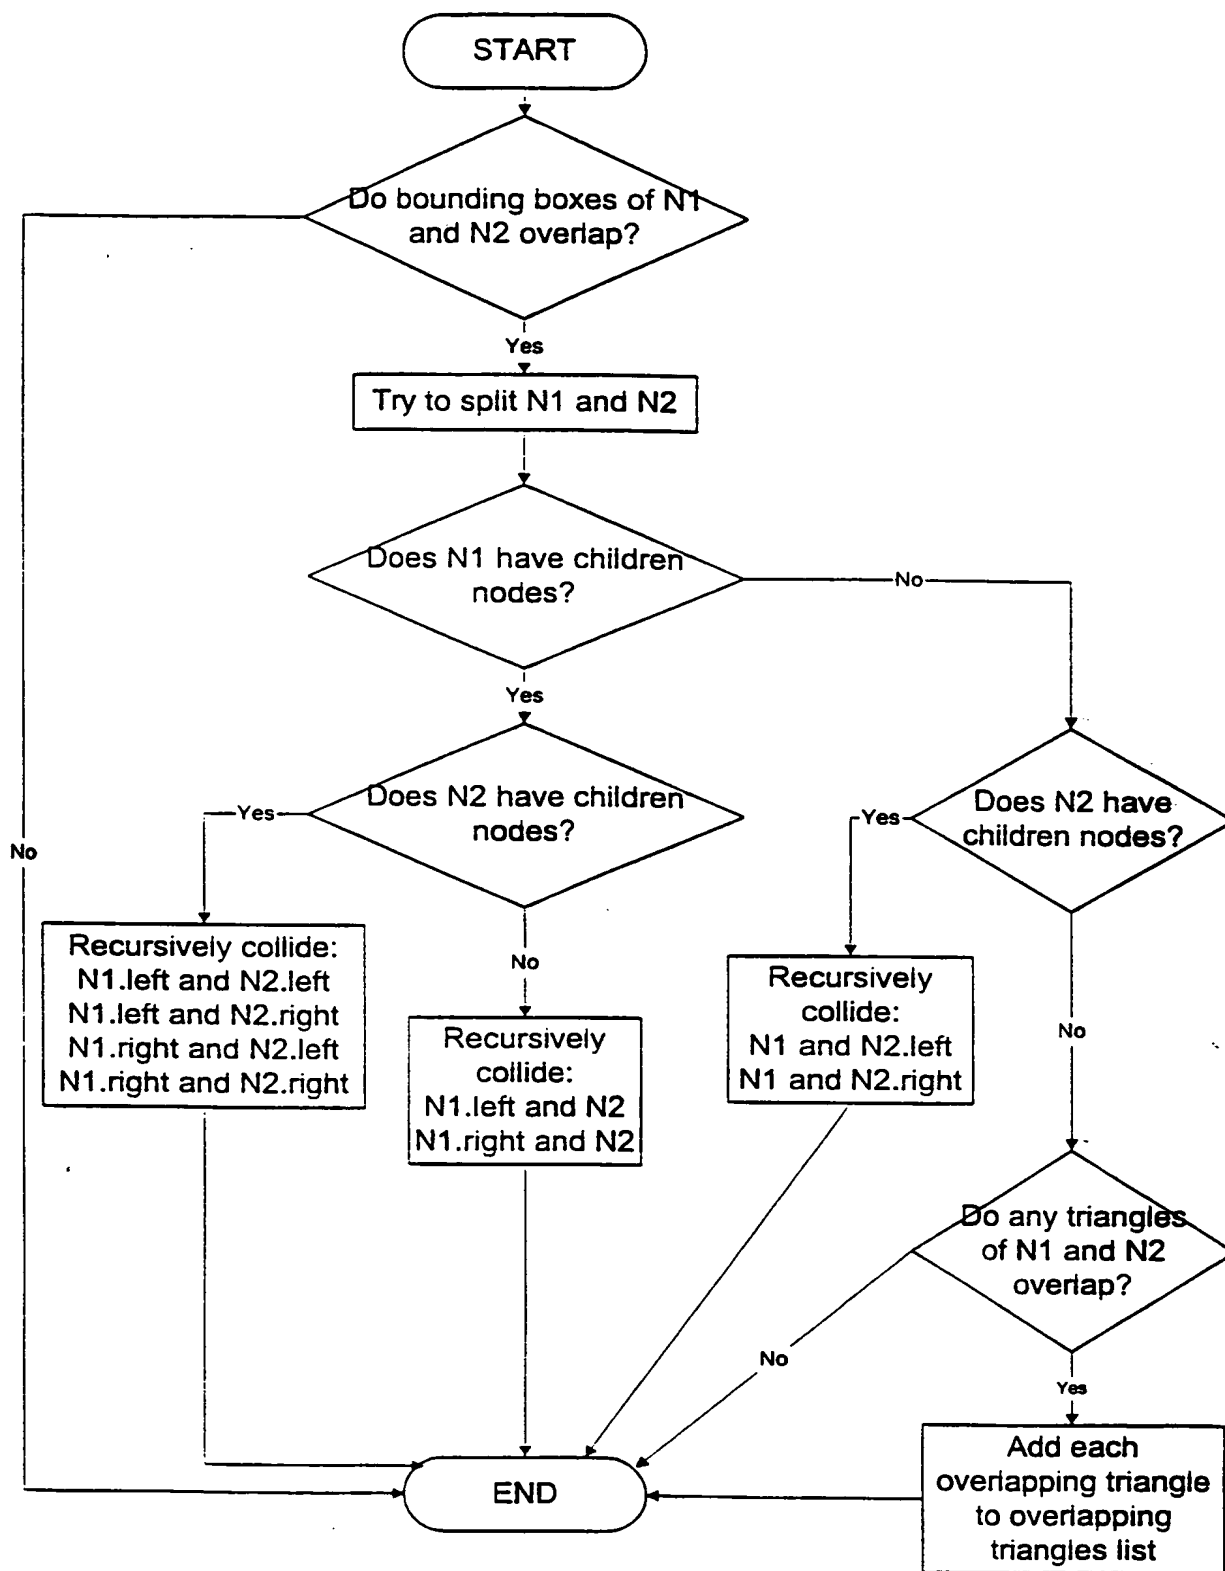 START
Do bounding boxes of N1
and N2 overlap?
Yes
Try to split N1 and N2
Does N1 have children
nodes?
No
Yes
Does N2 have children
nodes?
Yes
No
Does N2 have
children nodes?
Yes
No
No
Recursively collide:
N1.left and N2.left
N1.left and N2.right
N1.right and N2.left
N1.right and N2.right
Recursively
collide:
N1.left and N2
N1.right and N2
Recursively
collide:
N1 and N2.left
N1 and N2.right
Do any triangles
of N1 and N2
overlap?
No
Yes
Add each
overlapping triangle
to overlapping
triangles list
END